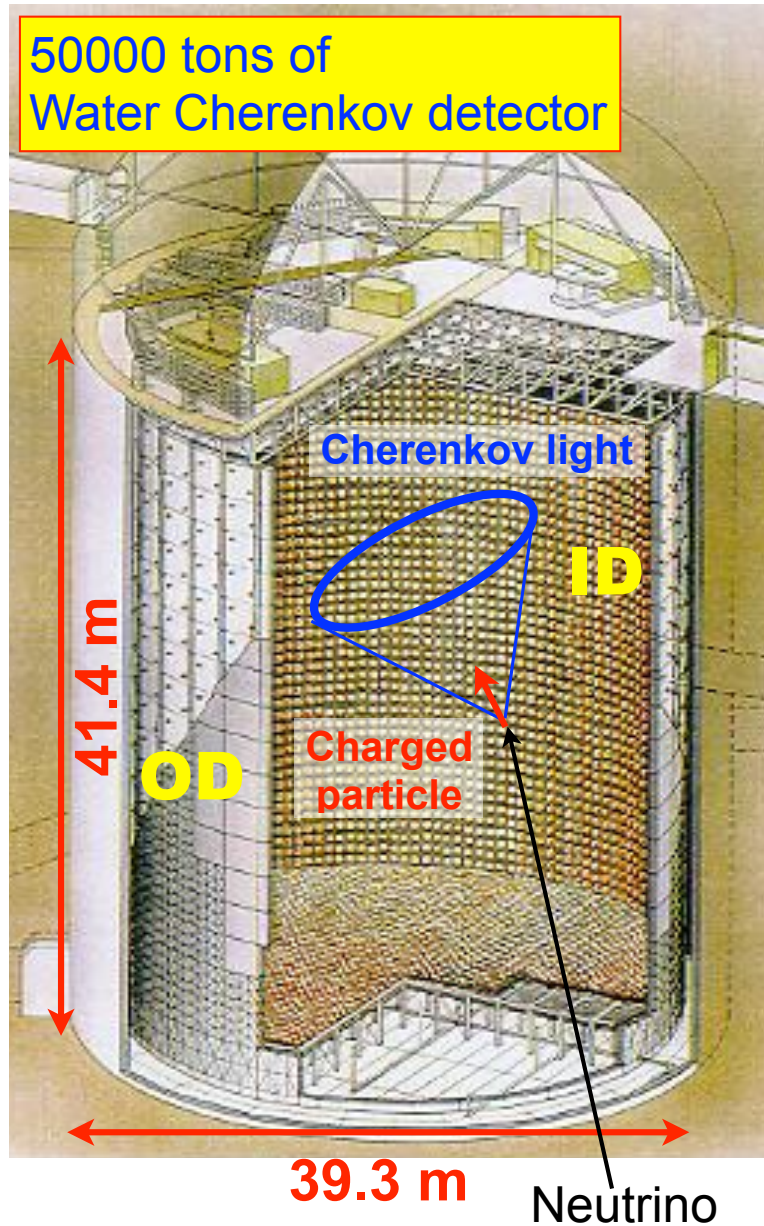 50000 tons of
Water Cherenkov detector
Cherenkov light
ID
41.4 m
OD
Charged
particle
39.3 m
Neutrino